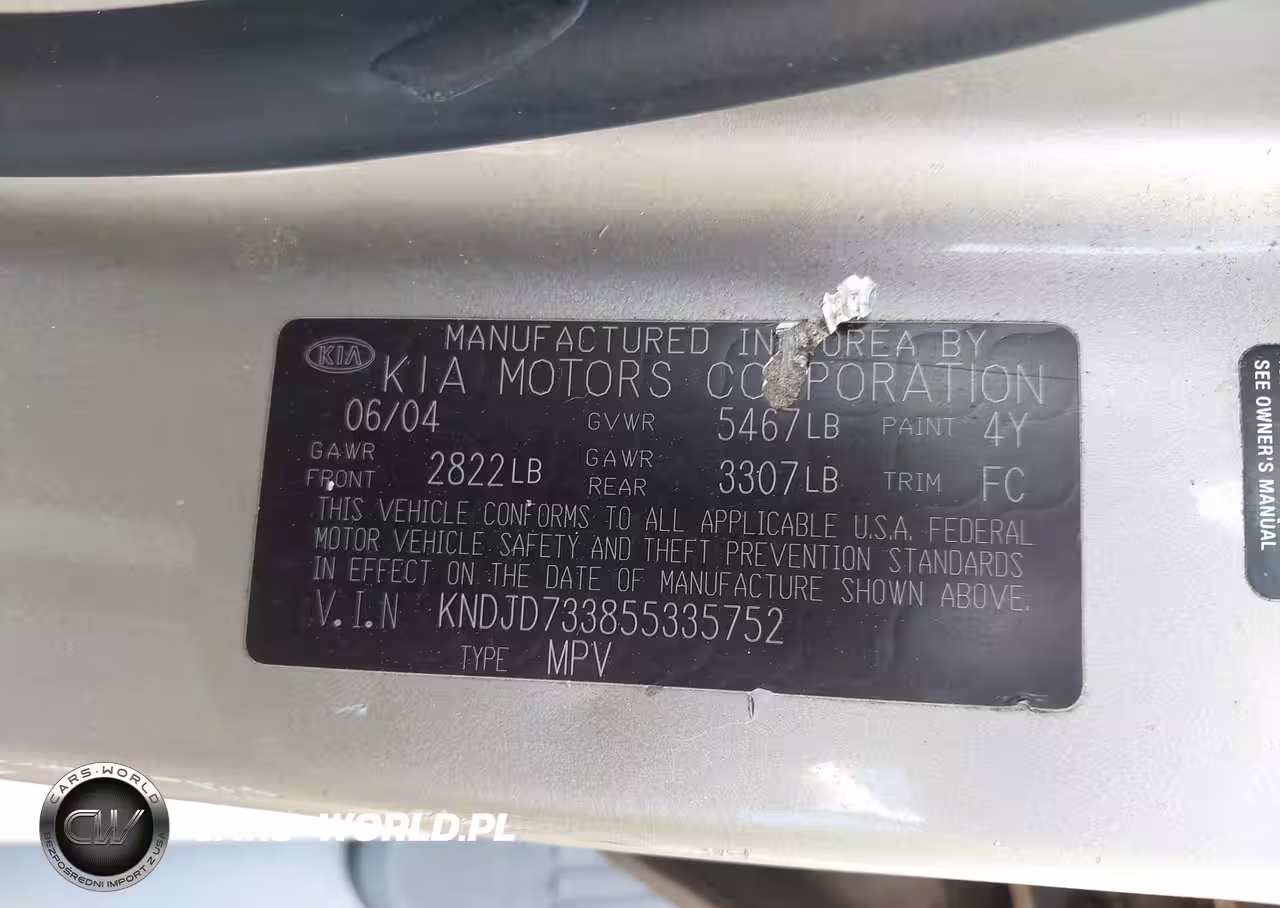 MANUFACTURED IN KOREA BY
KIA
KIA MOTORS CORPORATION
06/04 GVWR 5467LB PAINT 4Y
GAWR FRONT 2822LB GAWR REAR 3307LB TRIM FC
THIS VEHICLE CONFORMS TO ALL APPLICABLE U.S.A. FEDERAL
MOTOR VEHICLE SAFETY AND THEFT PREVENTION STANDARDS
IN EFFECT ON THE DATE OF MANUFACTURE SHOWN ABOVE.
V.I.N KNDJD733855335752
TYPE MPV
SEE OWNER'S MANUAL
CARS-WORLD
CW
BEZPOŚREDNI IMPORT Z USA
CARS-WORLD.PL